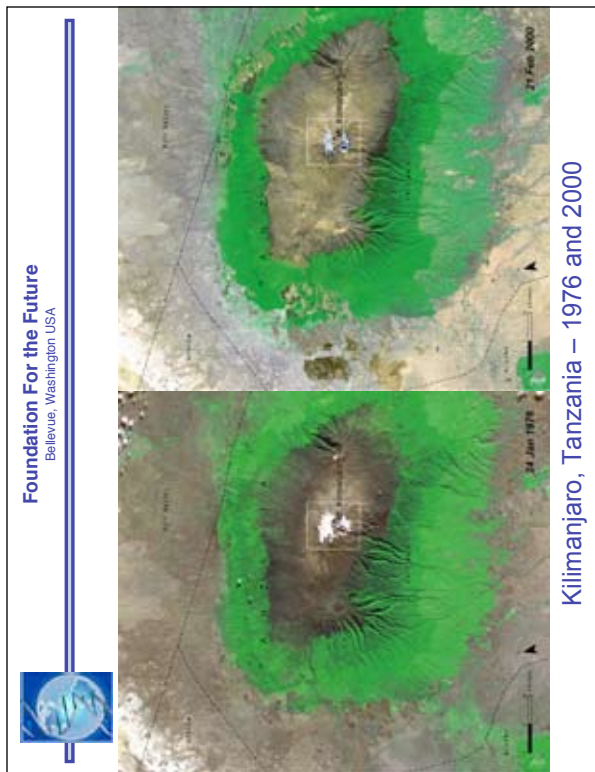 Foundation For the Future
Bellevue, Washington USA
24 Jan 1976
21 Feb 2000
Kilimanjaro, Tanzania – 1976 and 2000